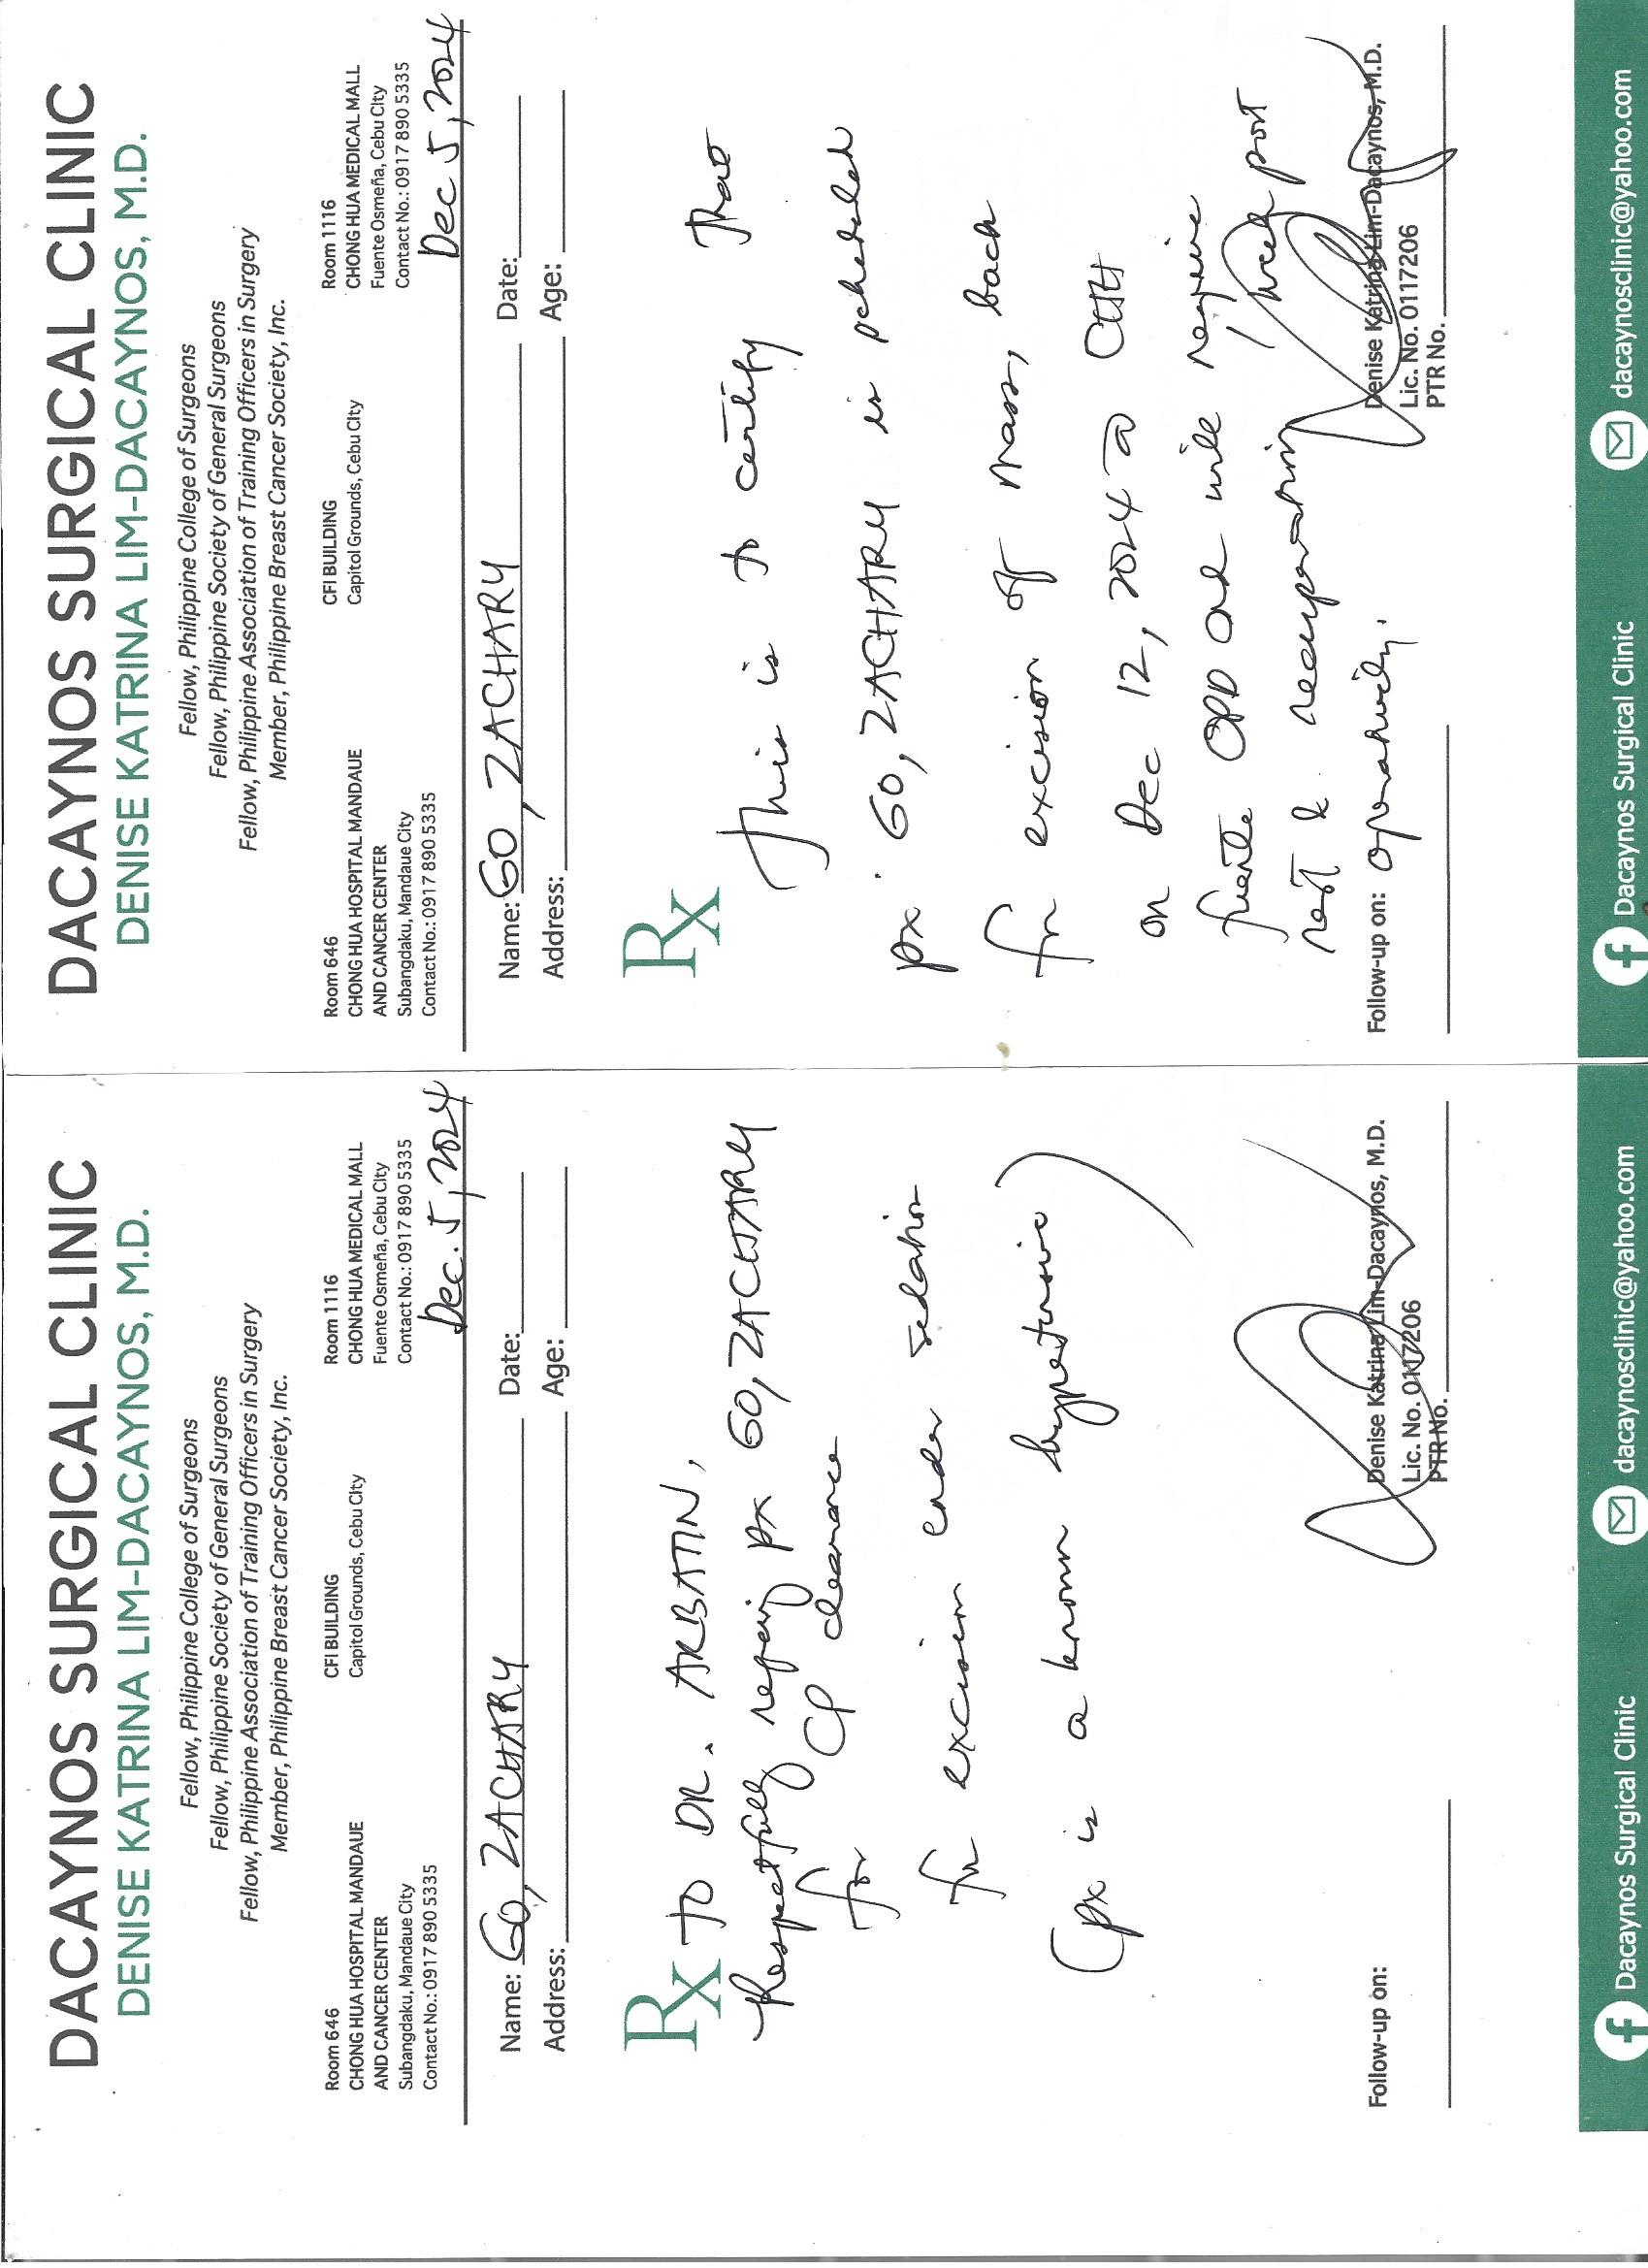 DACAYNOS SURGICAL CLINIC
DENISE KATRINA LIM-DACAYNOS, M.D.
Fellow, Philippine College of Surgeons
Fellow, Philippine Society of General Surgeons
Fellow, Philippine Association of Training Officers in Surgery
Member, Philippine Breast Cancer Society, Inc.
Room 646
CHONG HUA HOSPITAL MANDAUE
AND CANCER CENTER
Subangdaku, Mandaue City
Contact No.: 0917 890 5335
CFI BUILDING
Capitol Grounds, Cebu CIty
Room 1116
CHONG HUA MEDICAL MALL
Fuente Osmeña, Cebu CIty
Contact No.: 0917 890 5335
Dec. 5, 2024
Name: GO, ZACHARY Date:
Address: Age:
Rx TO DR. ARBATIN,
Respectfully refering px GO, ZACHARY
for CP clearance
for excision under sedation
(px is a known hypertensive)
Follow-up on:
Denise Katrina Lim-Dacaynos, M.D.
Lic. No. 0117206
PTR No.
Dacaynos Surgical Clinic dacaynosclinic@yahoo.com
DACAYNOS SURGICAL CLINIC
DENISE KATRINA LIM-DACAYNOS, M.D.
Fellow, Philippine College of Surgeons
Fellow, Philippine Society of General Surgeons
Fellow, Philippine Association of Training Officers in Surgery
Member, Philippine Breast Cancer Society, Inc.
Room 646
CHONG HUA HOSPITAL MANDAUE
AND CANCER CENTER
Subangdaku, Mandaue City
Contact No.: 0917 890 5335
CFI BUILDING
Capitol Grounds, Cebu CIty
Room 1116
CHONG HUA MEDICAL MALL
Fuente Osmeña, Cebu CIty
Contact No.: 0917 890 5335
Dec 5, 2024
Name: GO, ZACHARY Date:
Address: Age:
Rx
This is to certify that
px GO, ZACHARY is scheduled
for excision of mass, back
on Dec 12, 2024 @ CHH
fuente OPD and will require
rest & recuperation 1 week post
operatively.
Follow-up on:
Denise Katrina Lim-Dacaynos, M.D.
Lic. No. 0117206
PTR No.
Dacaynos Surgical Clinic dacaynosclinic@yahoo.com